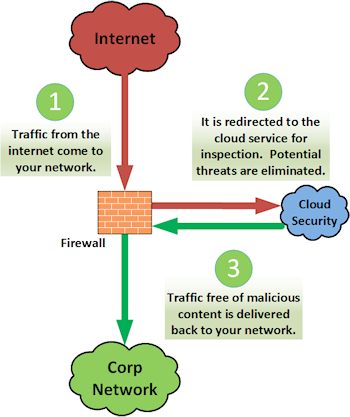 Internet
1
Traffic from the
internet come to
your network.
2
It is redirected to the
cloud service for
inspection. Potential
threats are eliminated.
Firewall
Cloud
Security
3
Traffic free of malicious
content is delivered
back to your network.
Corp
Network